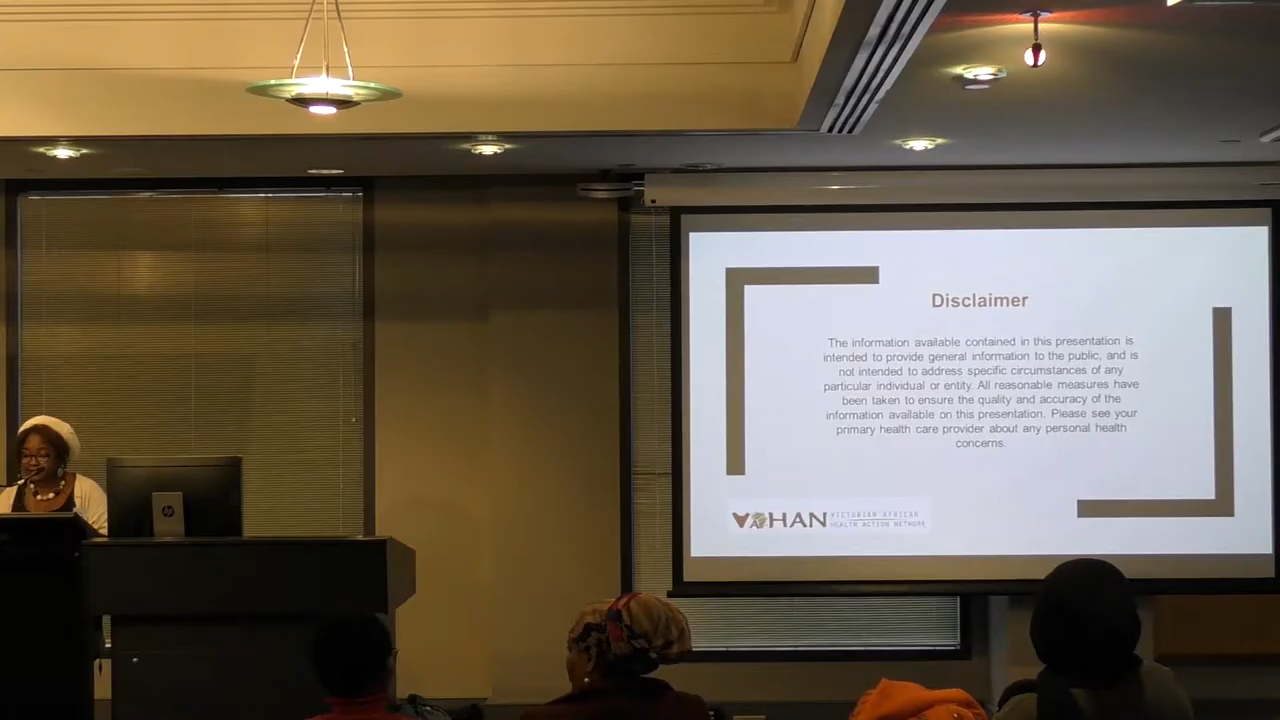 Disclaimer
The information available contained in this presentation is
intended to provide general information to the public, and is
not intended to address specific circumstances of any
particular individual or entity. All reasonable measures have
been taken to ensure the quality and accuracy of the
information available on this presentation. Please see your
primary health care provider about any personal health
concerns.
VAHAN VICTORIAN AFRICAN
HEALTH ACTION NETWORK
hp